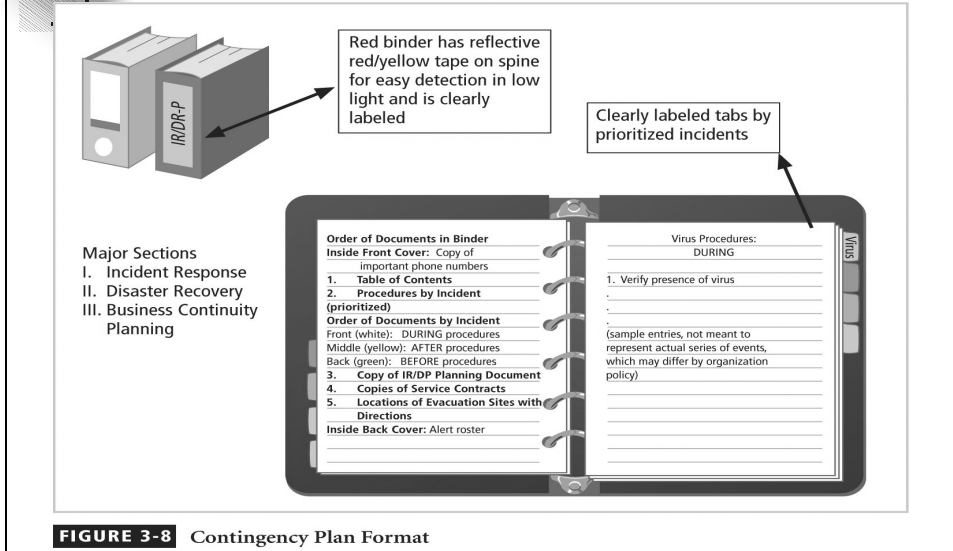 Red binder has reflective
red/yellow tape on spine
for easy detection in low
light and is clearly
labeled
IR/DR-P
Clearly labeled tabs by
prioritized incidents
Major Sections
I. Incident Response
II. Disaster Recovery
III. Business Continuity
Planning
Order of Documents in Binder
Inside Front Cover: Copy of
important phone numbers
1. Table of Contents
2. Procedures by Incident
(prioritized)
Order of Documents by Incident
Front (white): DURING procedures
Middle (yellow): AFTER procedures
Back (green): BEFORE procedures
3. Copy of IR/DP Planning Document
4. Copies of Service Contracts
5. Locations of Evacuation Sites with
Directions
Inside Back Cover: Alert roster
Virus Procedures:
DURING
1. Verify presence of virus
.
.
.
(sample entries, not meant to
represent actual series of events,
which may differ by organization
policy)
Virus
FIGURE 3-8 Contingency Plan Format